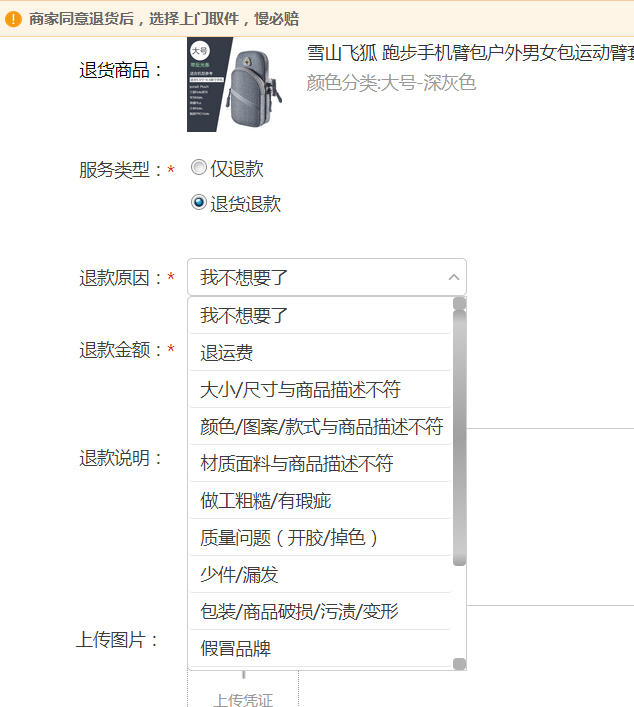 商家同意退货后，选择上门取件，慢必赔
退货商品：
大号
雪山飞狐 跑步手机臂包户外男女包运动臂套
颜色分类:大号-深灰色
服务类型：*
仅退款
退货退款
退款原因：*
我不想要了
我不想要了
退款金额：*
退运费
大小/尺寸与商品描述不符
颜色/图案/款式与商品描述不符
退款说明：
材质面料与商品描述不符
做工粗糙/有瑕疵
质量问题（开胶/掉色）
少件/漏发
包装/商品破损/污渍/变形
上传图片：
假冒品牌
上传凭证